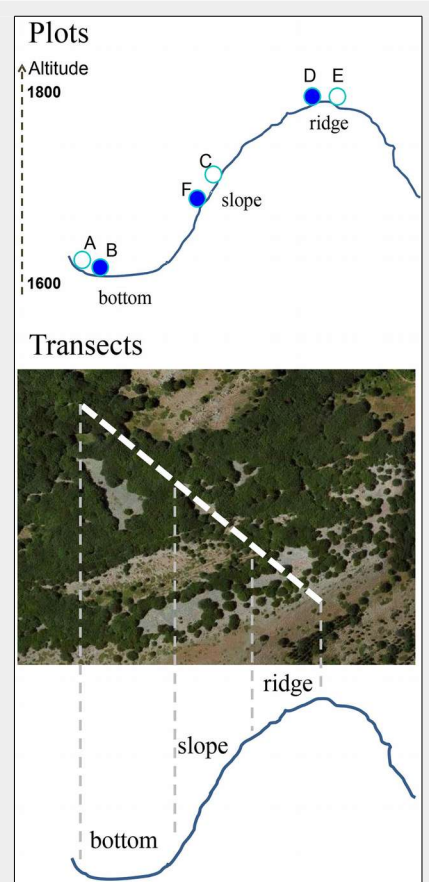 Plots
Altitude
1800
D E
ridge
C
F
slope
A
B
1600
bottom
Transects
ridge
slope
bottom